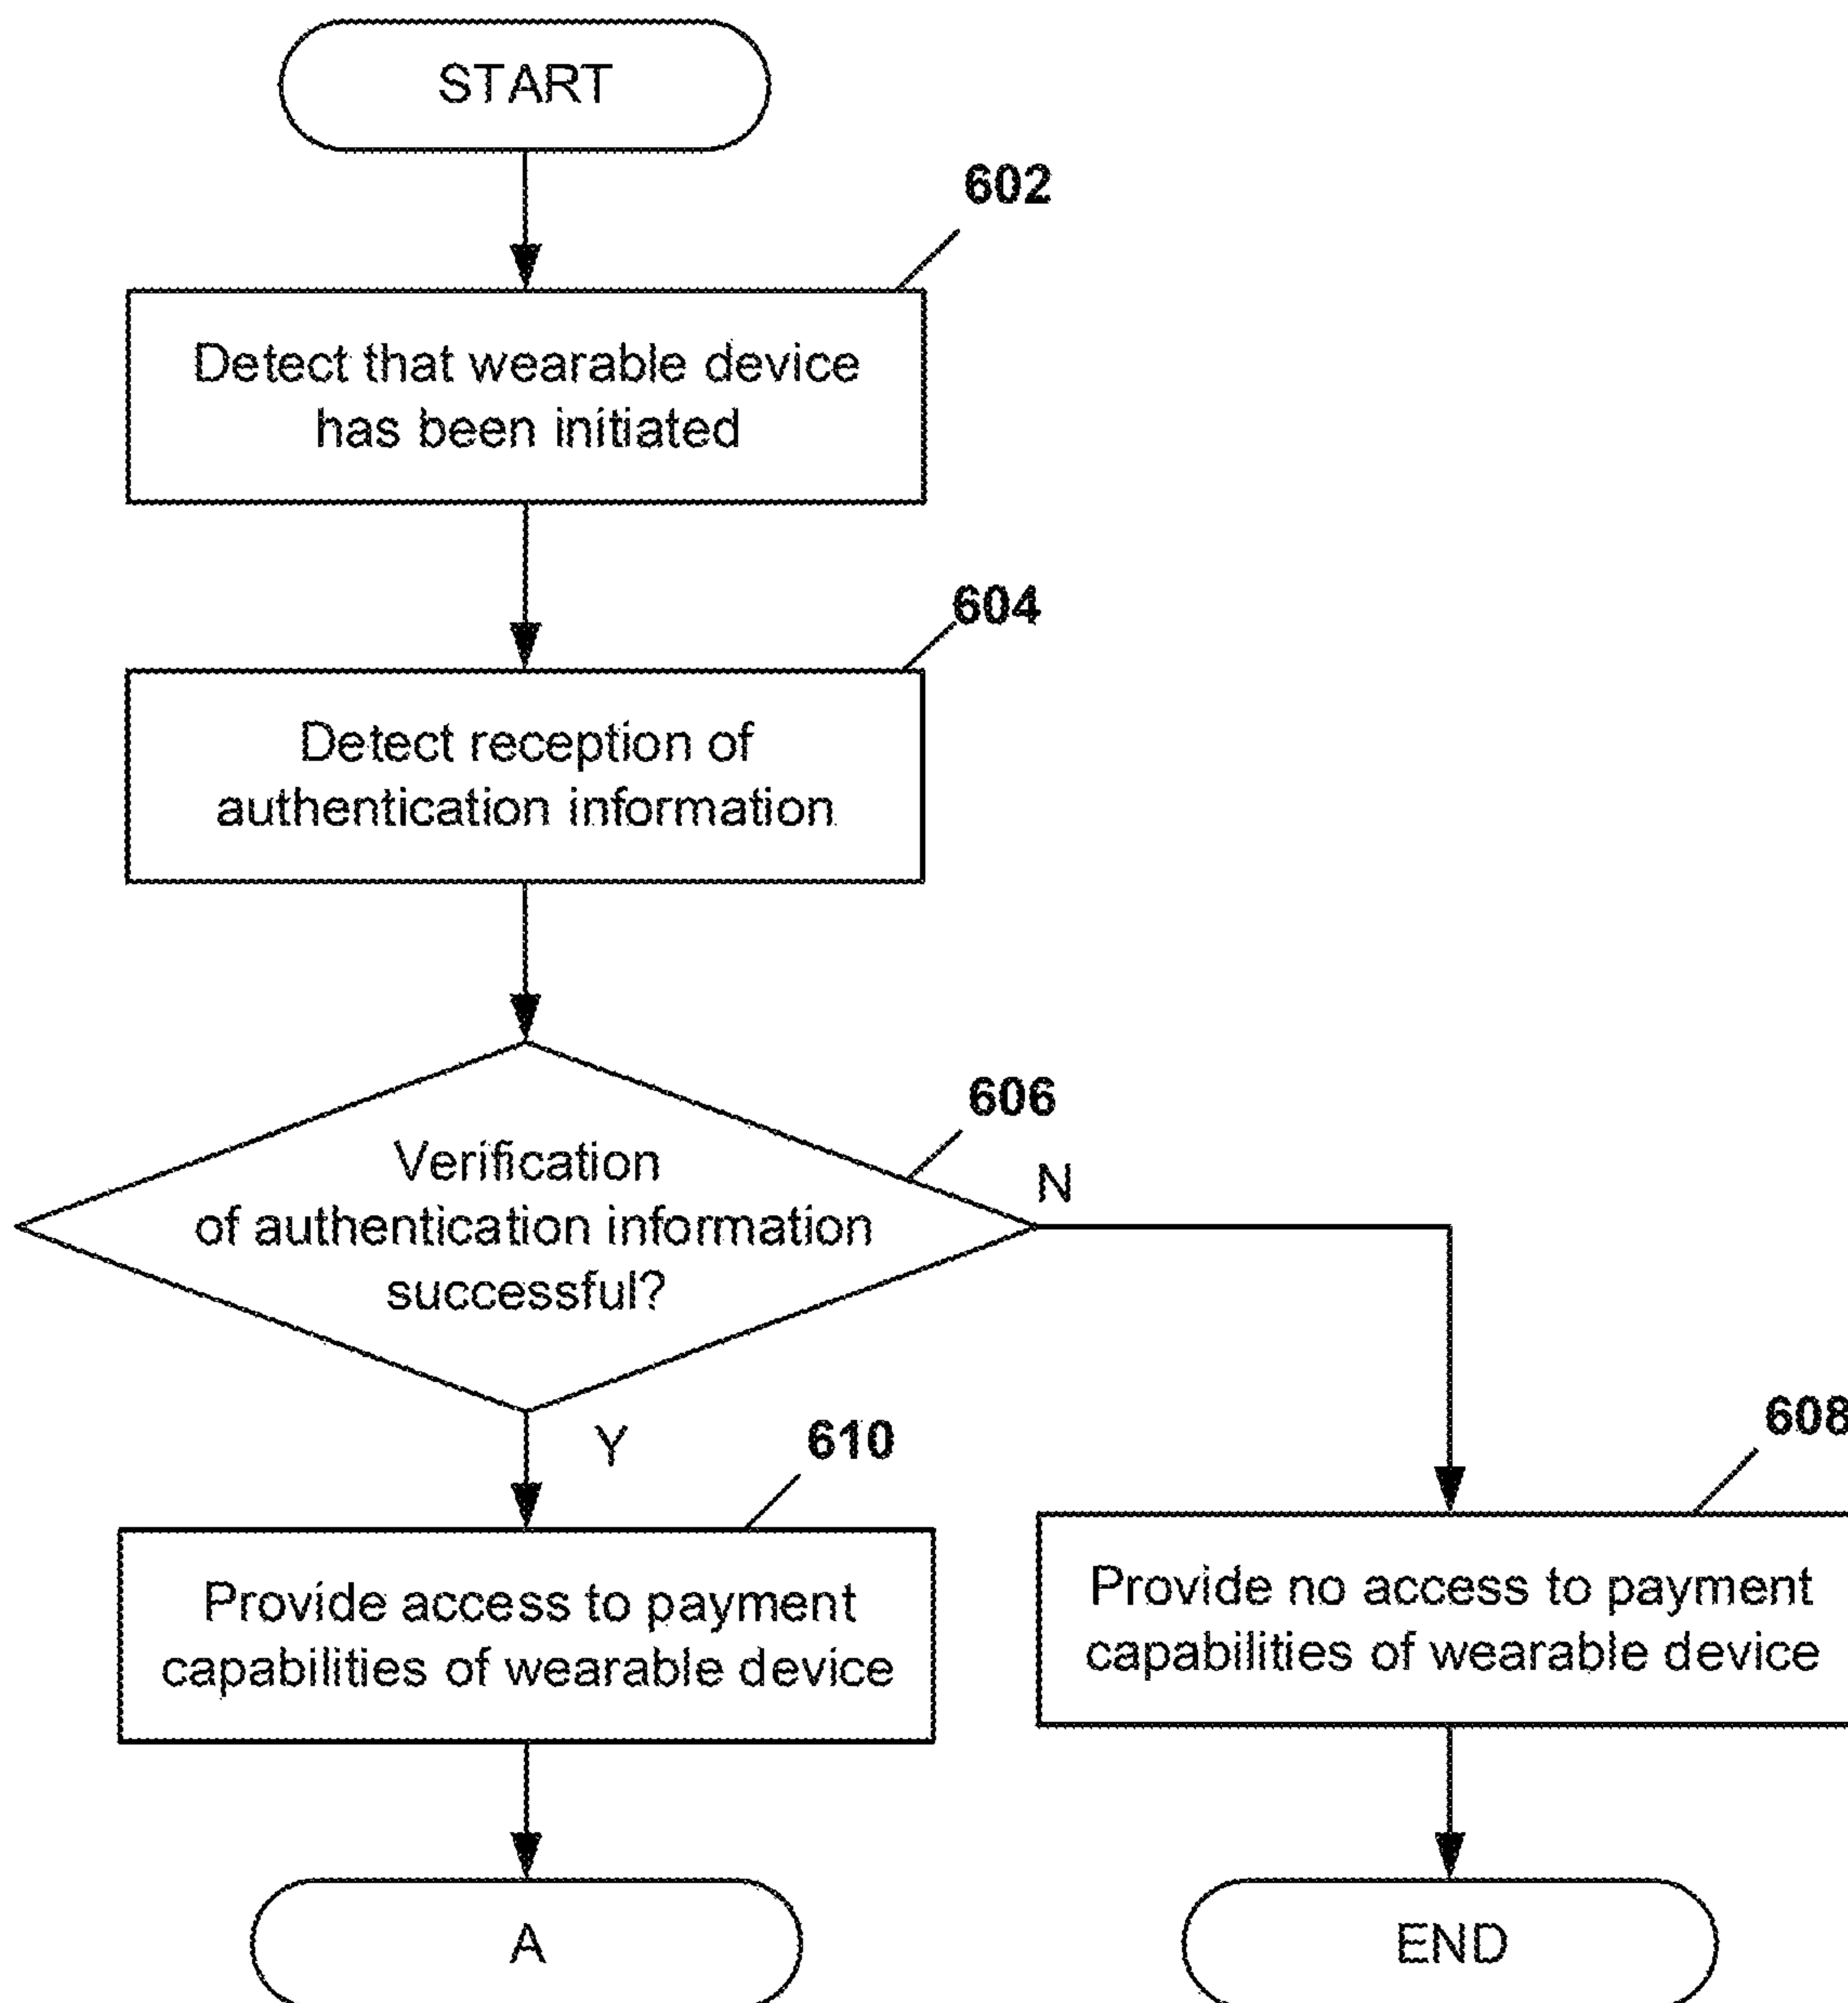 START
602
Detect that wearable device
has been initiated
604
Detect reception of
authentication information
606
Verification
of authentication information
successful?
N
Y
610
608
Provide access to payment
capabilities of wearable device
Provide no access to payment
capabilities of wearable device
A
END